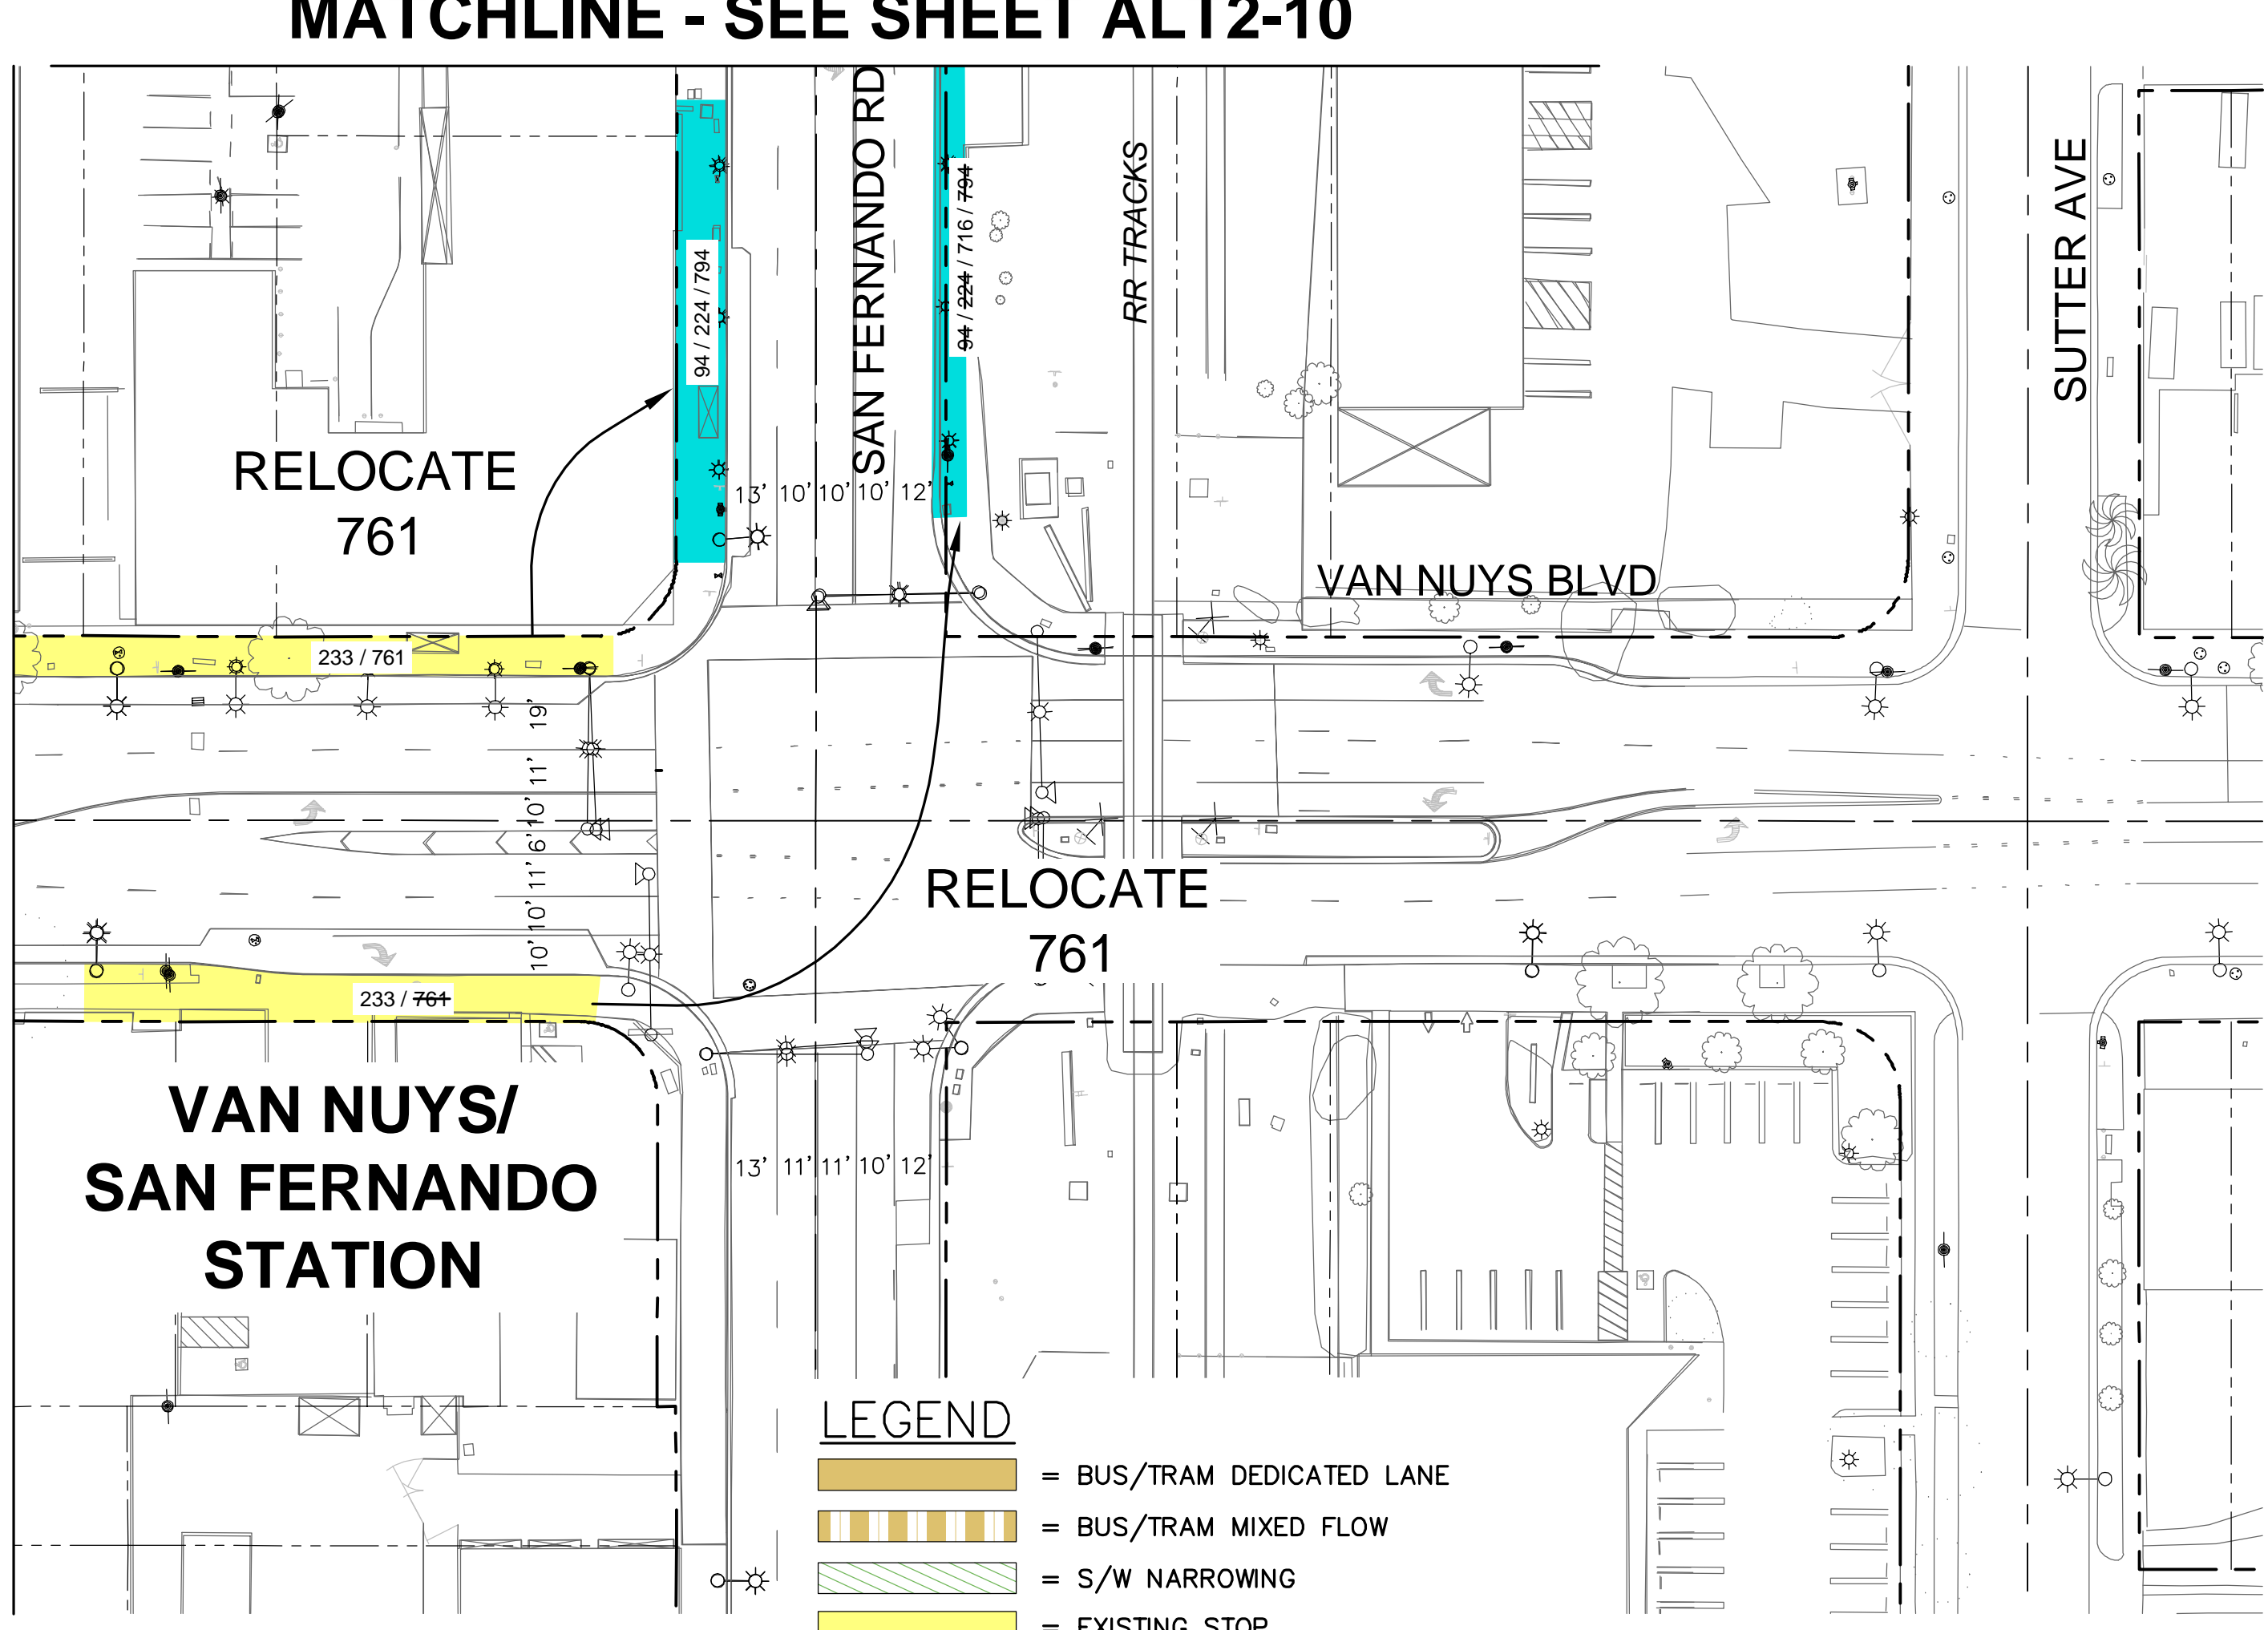 MATCHLINE - SEE SHEET ALT2-10
SAN FERNANDO RD
RR TRACKS
SUTTER AVE
94 / 224 / 794
94 / 224 / 716 / 794
RELOCATE
761
13' 10' 10' 10' 12'
VAN NUYS BLVD
233 / 761
10' 10' 11' 6' 10' 11' 19'
RELOCATE
761
233 / 761
VAN NUYS/
SAN FERNANDO
STATION
13' 11' 11' 10' 12'
LEGEND
= BUS/TRAM DEDICATED LANE
= BUS/TRAM MIXED FLOW
= S/W NARROWING
= EXISTING STOP